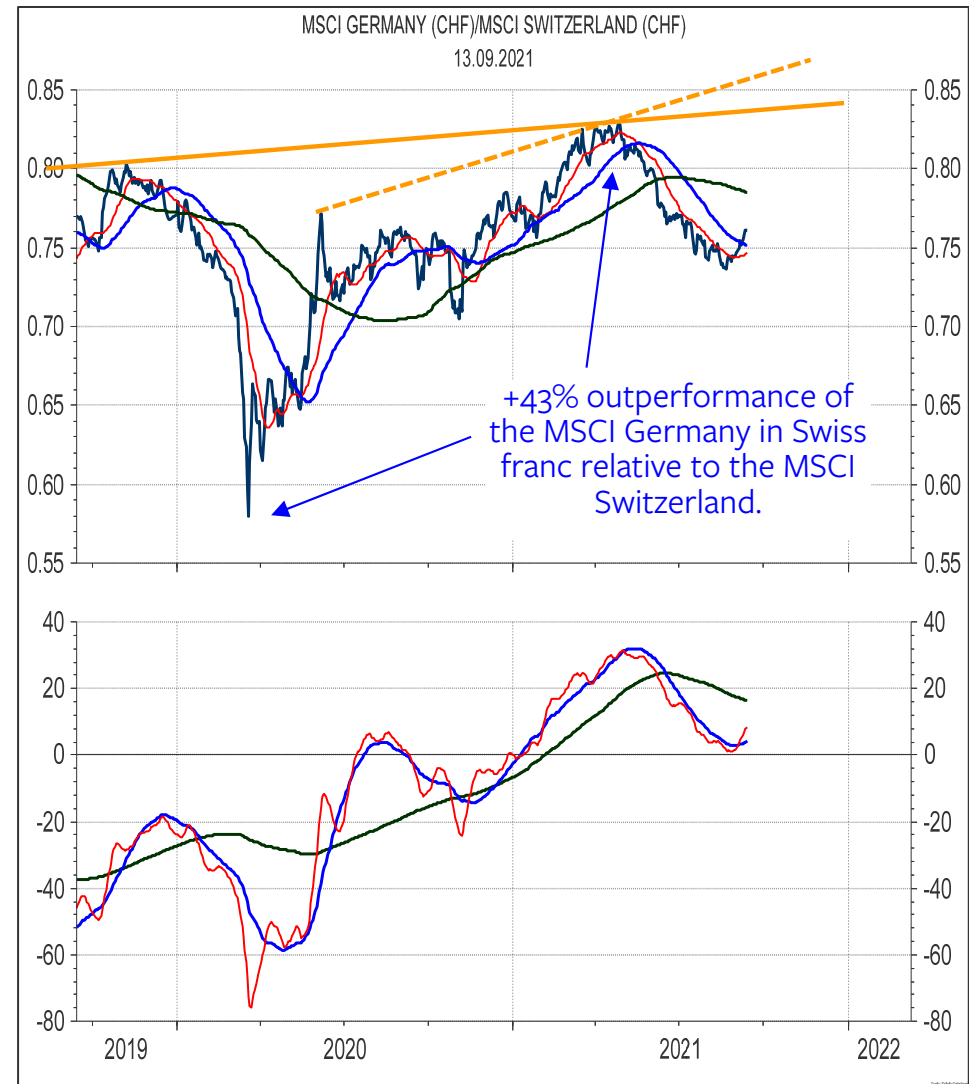 MSCI GERMANY (CHF)/MSCI SWITZERLAND (CHF)
13.09.2021
0.85 0.85
0.80 0.80
0.75 0.75
0.70 0.70
0.65 0.65
+43% outperformance of
the MSCI Germany in Swiss
franc relative to the MSCI
Switzerland.
0.60 0.60
0.55 0.55
40 40
20 20
0 0
-20 -20
-40 -40
-60 -60
-80 -80
2019 2020 2021 2022